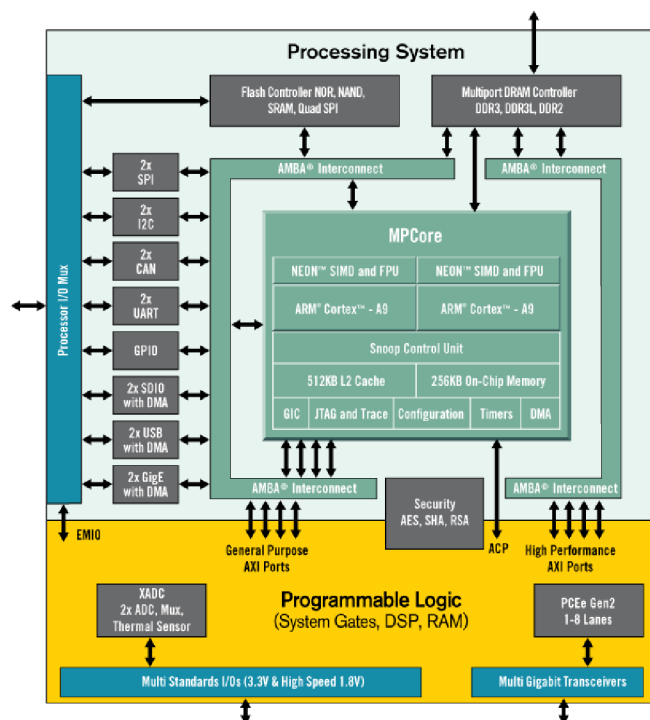 Processing System
Flash Controller NOR, NAND,
SRAM, Quad SPI
Multiport DRAM Controller
DDR3, DDR3L, DDR2
AMBA® Interconnect
AMBA® Interconnect
Processor I/O Mux
2x
SPI
2x
I2C
2x
CAN
2x
UART
GPIO
2x SDIO
with DMA
2x USB
with DMA
2x GigE
with DMA
MPCore
NEON™ SIMD and FPU
NEON™ SIMD and FPU
ARM® Cortex™ - A9
ARM® Cortex™ - A9
Snoop Control Unit
512KB L2 Cache
256KB On-Chip Memory
GIC
JTAG and Trace
Configuration
Timers
DMA
AMBA® Interconnect
AMBA® Interconnect
Security
AES, SHA, RSA
EMIO
General Purpose
AXI Ports
ACP
High Performance
AXI Ports
XADC
2x ADC, Mux,
Thermal Sensor
Programmable Logic
(System Gates, DSP, RAM)
PCEe Gen2
1-8 Lanes
Multi Standards I/Os (3.3V & High Speed 1.8V)
Multi Gigabit Transceivers